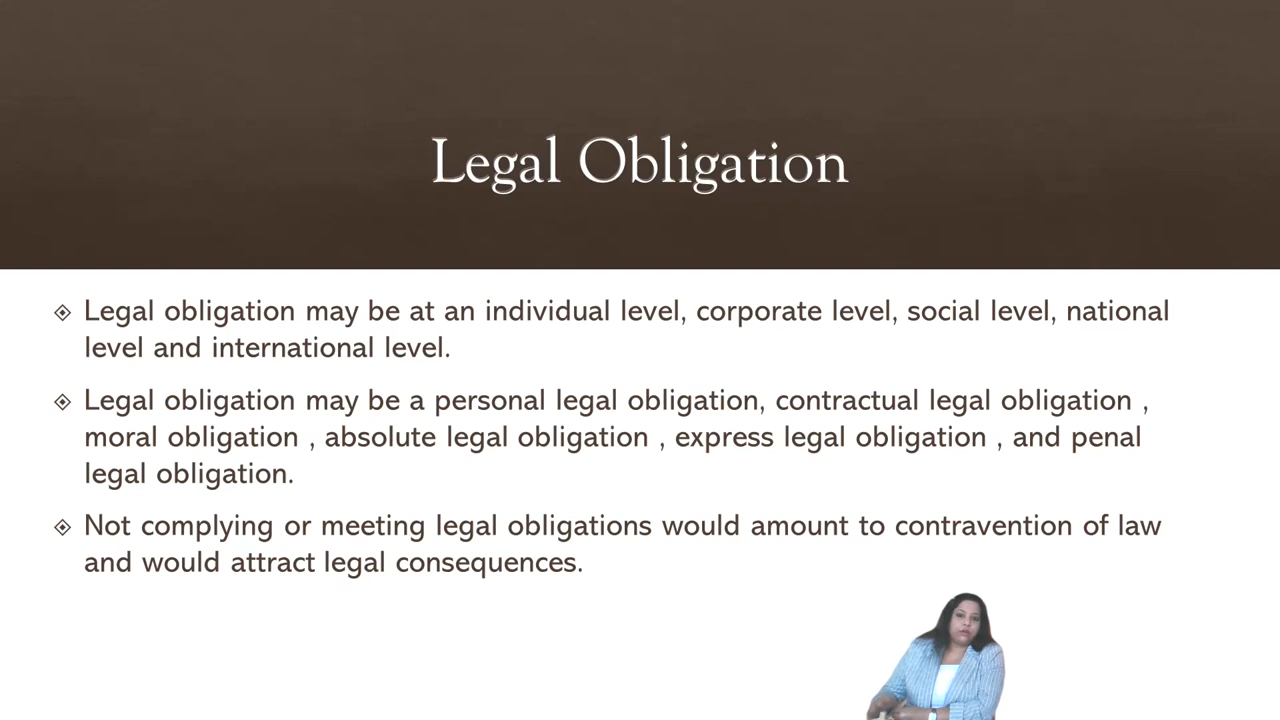 Legal Obligation
Legal obligation may be at an individual level, corporate level, social level, national
level and international level.
Legal obligation may be a personal legal obligation, contractual legal obligation ,
moral obligation , absolute legal obligation , express legal obligation , and penal
legal obligation.
Not complying or meeting legal obligations would amount to contravention of law
and would attract legal consequences.